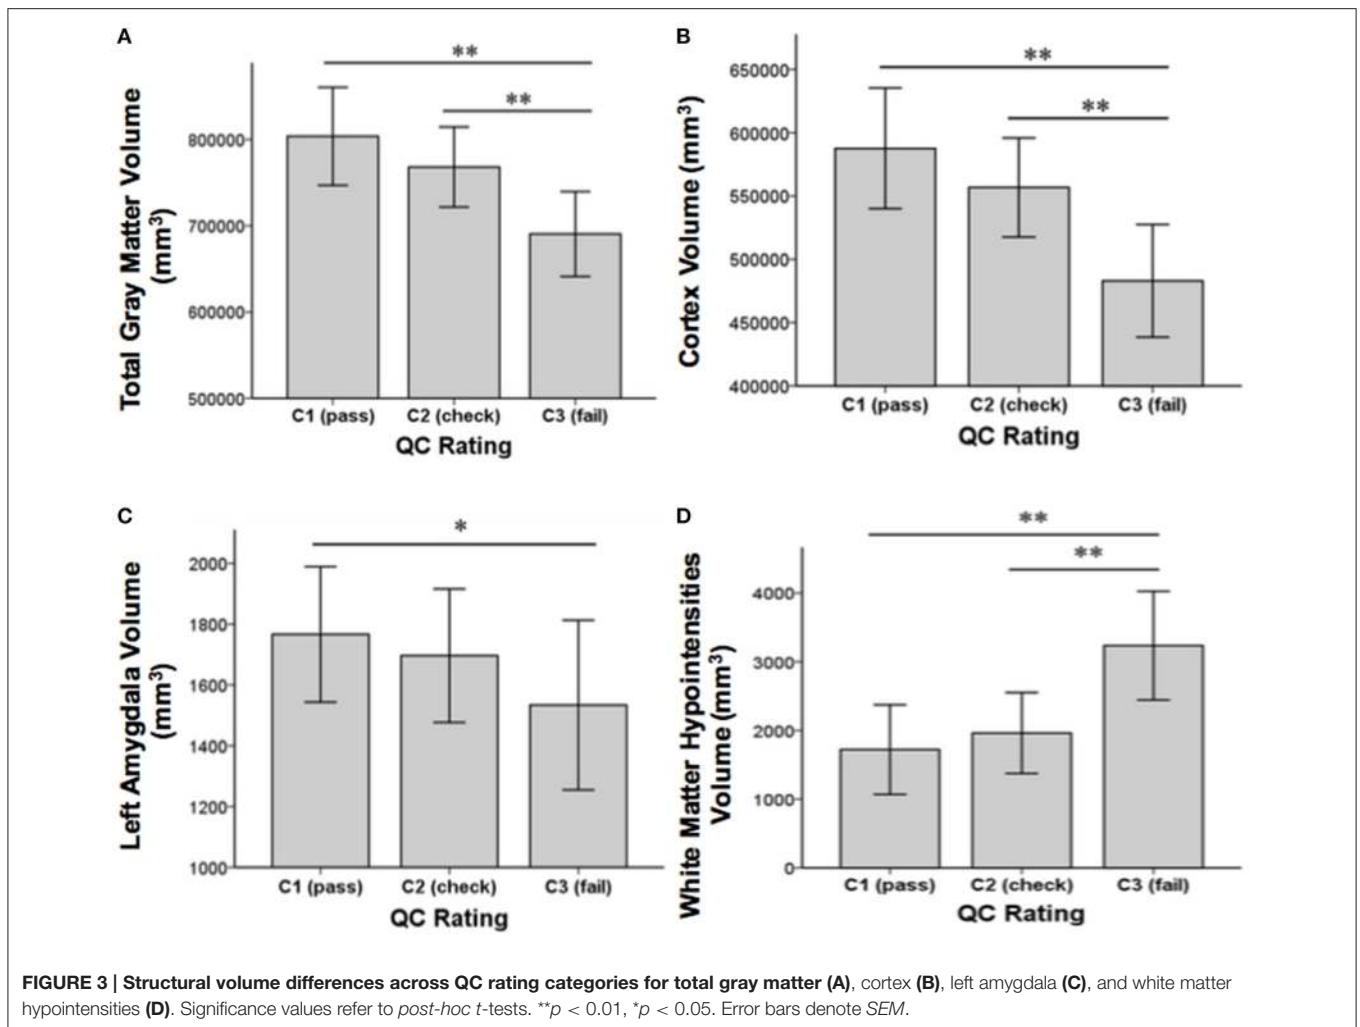 A
**
**
Total Gray Matter Volume
(mm³)
800000
700000
600000
500000
C1 (pass) C2 (check) C3 (fail)
QC Rating
B
**
**
Cortex Volume (mm³)
650000
600000
550000
500000
450000
400000
C1 (pass) C2 (check) C3 (fail)
QC Rating
C
*
Left Amygdala Volume
(mm³)
2000
1800
1600
1400
1200
1000
C1 (pass) C2 (check) C3 (fail)
QC Rating
D
**
**
White Matter Hypointensities
Volume (mm³)
4000
3000
2000
1000
0
C1 (pass) C2 (check) C3 (fail)
QC Rating
FIGURE 3 | Structural volume differences across QC rating categories for total gray matter (A), cortex (B), left amygdala (C), and white matter
hypointensities (D). Significance values refer to post-hoc t-tests. **p < 0.01, *p < 0.05. Error bars denote SEM.